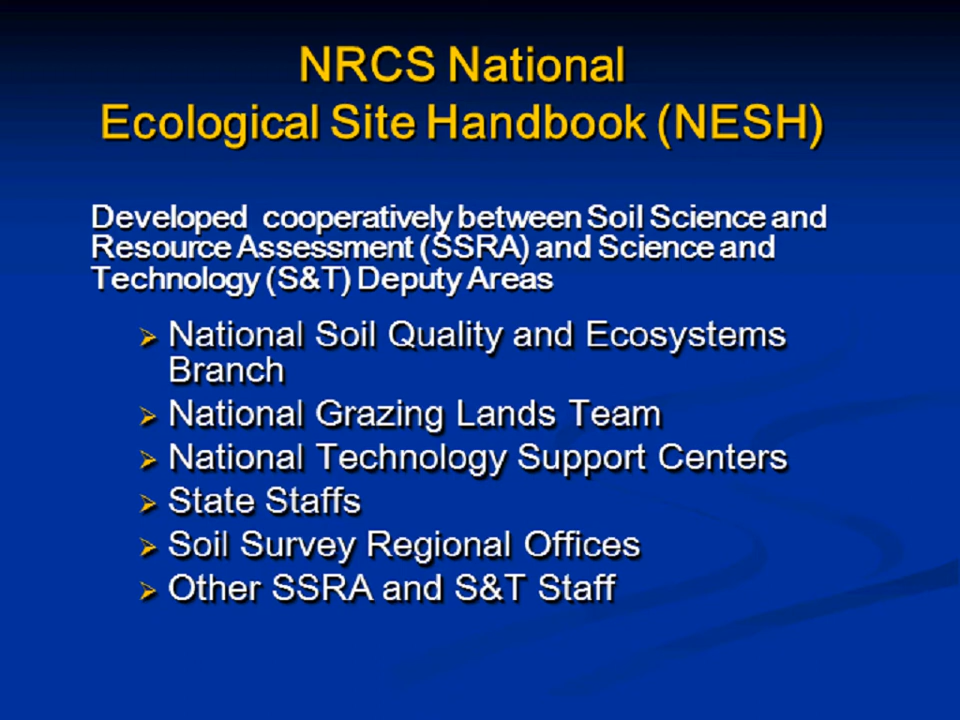 NRCS National
Ecological Site Handbook (NESH)
Developed cooperatively between Soil Science and
Resource Assessment (SSRA) and Science and
Technology (S&T) Deputy Areas
➢ National Soil Quality and Ecosystems
Branch
➢ National Grazing Lands Team
➢ National Technology Support Centers
➢ State Staffs
➢ Soil Survey Regional Offices
➢ Other SSRA and S&T Staff